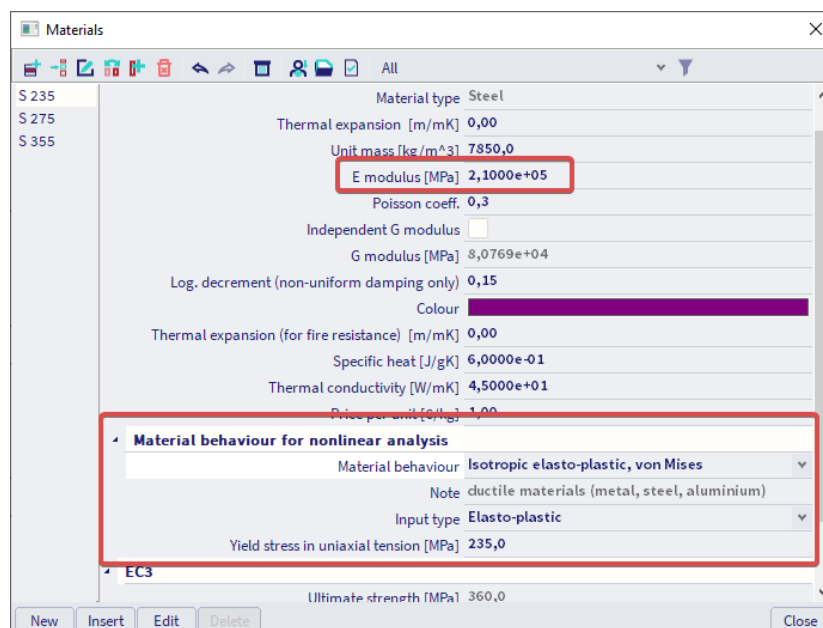 Materials
All
S 235
S 275
S 355
Material type Steel
Thermal expansion [m/mK] 0,00
Unit mass [kg/m^3] 7850,0
E modulus [MPa] 2,1000e+05
Poisson coeff. 0,3
Independent G modulus
G modulus [MPa] 8,0769e+04
Log. decrement (non-uniform damping only) 0,15
Colour
Thermal expansion (for fire resistance) [m/mK] 0,00
Specific heat [J/gK] 6,0000e-01
Thermal conductivity [W/mK] 4,5000e+01
Price per unit [€/kg] 1,00
Material behaviour for nonlinear analysis
Material behaviour Isotropic elasto-plastic, von Mises
Note ductile materials (metal, steel, aluminium)
Input type Elasto-plastic
Yield stress in uniaxial tension [MPa] 235,0
EC3
Ultimate strength [MPa] 360,0
New Insert Edit Delete Close